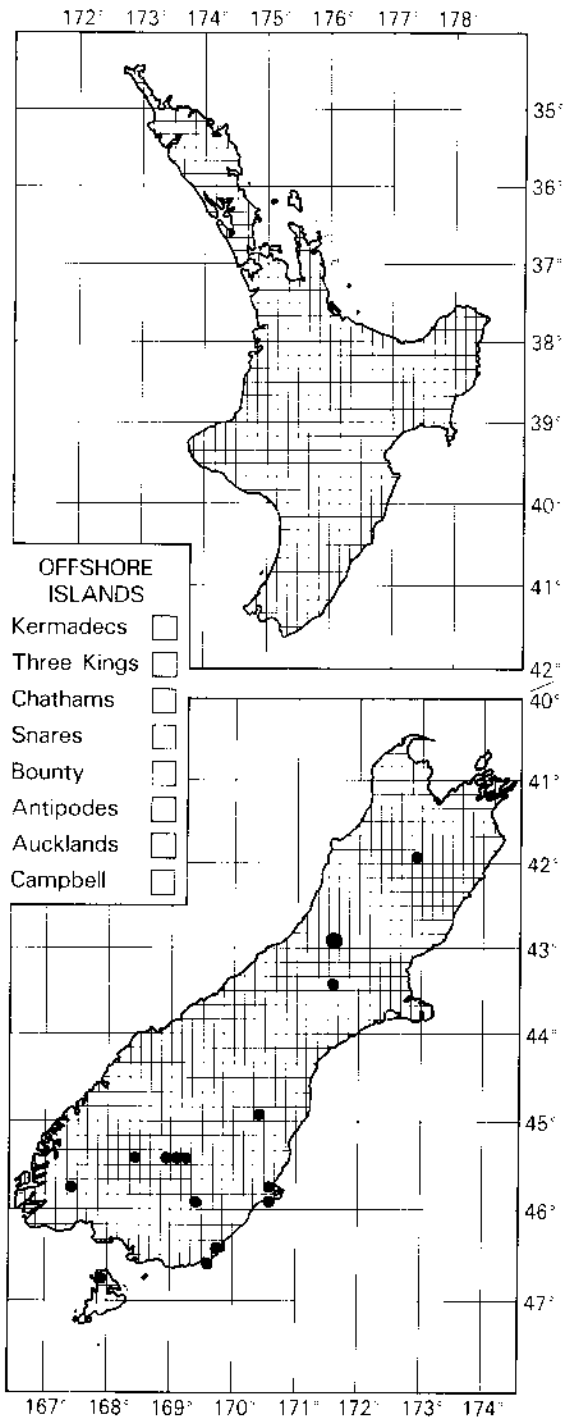 172° 173° 174° 175° 176° 177° 178°
35°
36°
37°
38°
39°
40°
41°
42°
OFFSHORE
ISLANDS
Kermadecs
Three Kings
Chathams
Snares
Bounty
Antipodes
Aucklands
Campbell
40°
41°
42°
43°
44°
45°
46°
47°
167° 168° 169° 170° 171° 172° 173° 174°